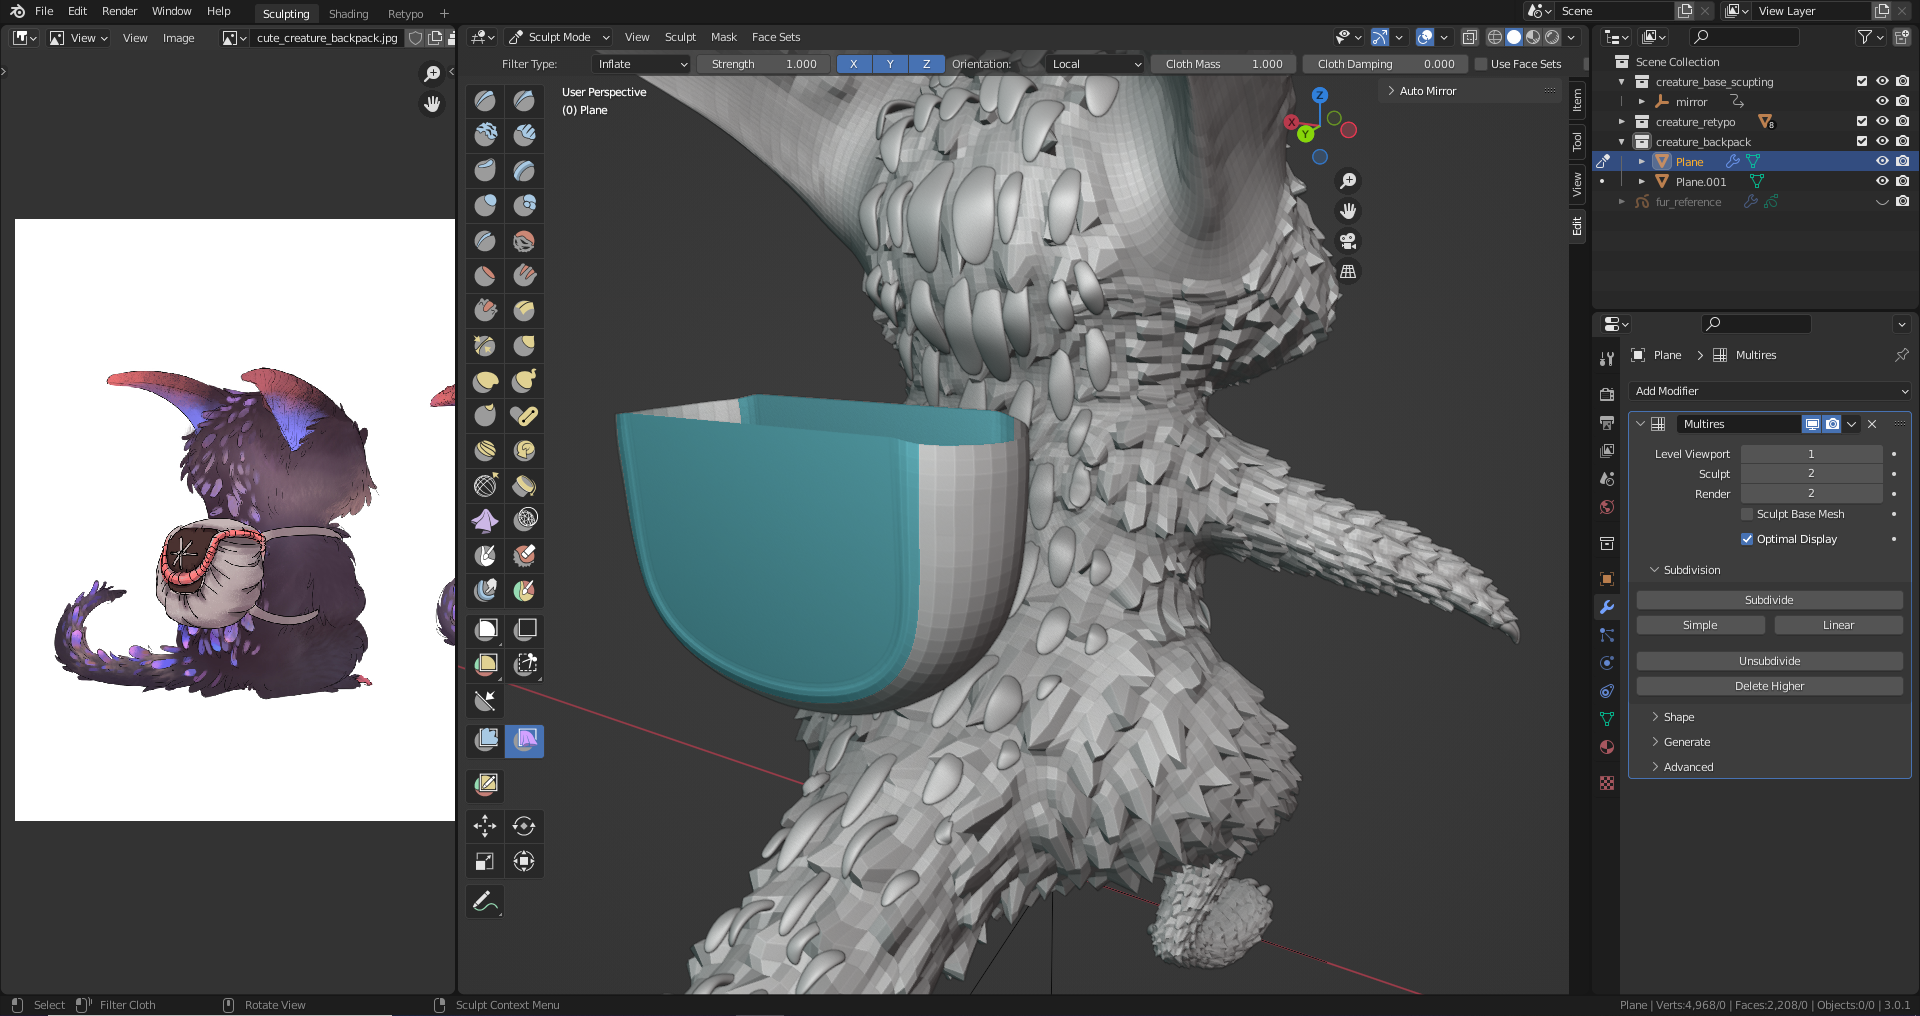 File Edit Render Window Help Sculpting Shading Retypo + Scene View Layer
View View Image cute_creature_backpack.jpg Sculpt Mode View Sculpt Mask Face Sets
Filter Type: Inflate Strength 1.000 X Y Z Orientation: Local Cloth Mass 1.000 Cloth Damping 0.000 Use Face Sets
User Perspective
(0) Plane
Auto Mirror
Z
X
Y
Item
Tool
View
Edit
Scene Collection
creature_base_scupting
mirror
creature_retypo 8
creature_backpack
Plane
Plane.001
fur_reference
Plane > Multires
Add Modifier
Multires
Level Viewport 1
Sculpt 2
Render 2
Sculpt Base Mesh
Optimal Display
Subdivision
Subdivide
Simple Linear
Unsubdivide
Delete Higher
Shape
Generate
Advanced
Select Filter Cloth Rotate View Sculpt Context Menu Plane | Verts:4,968/0 | Faces:2,208/0 | Objects:0/0 | 3.0.1